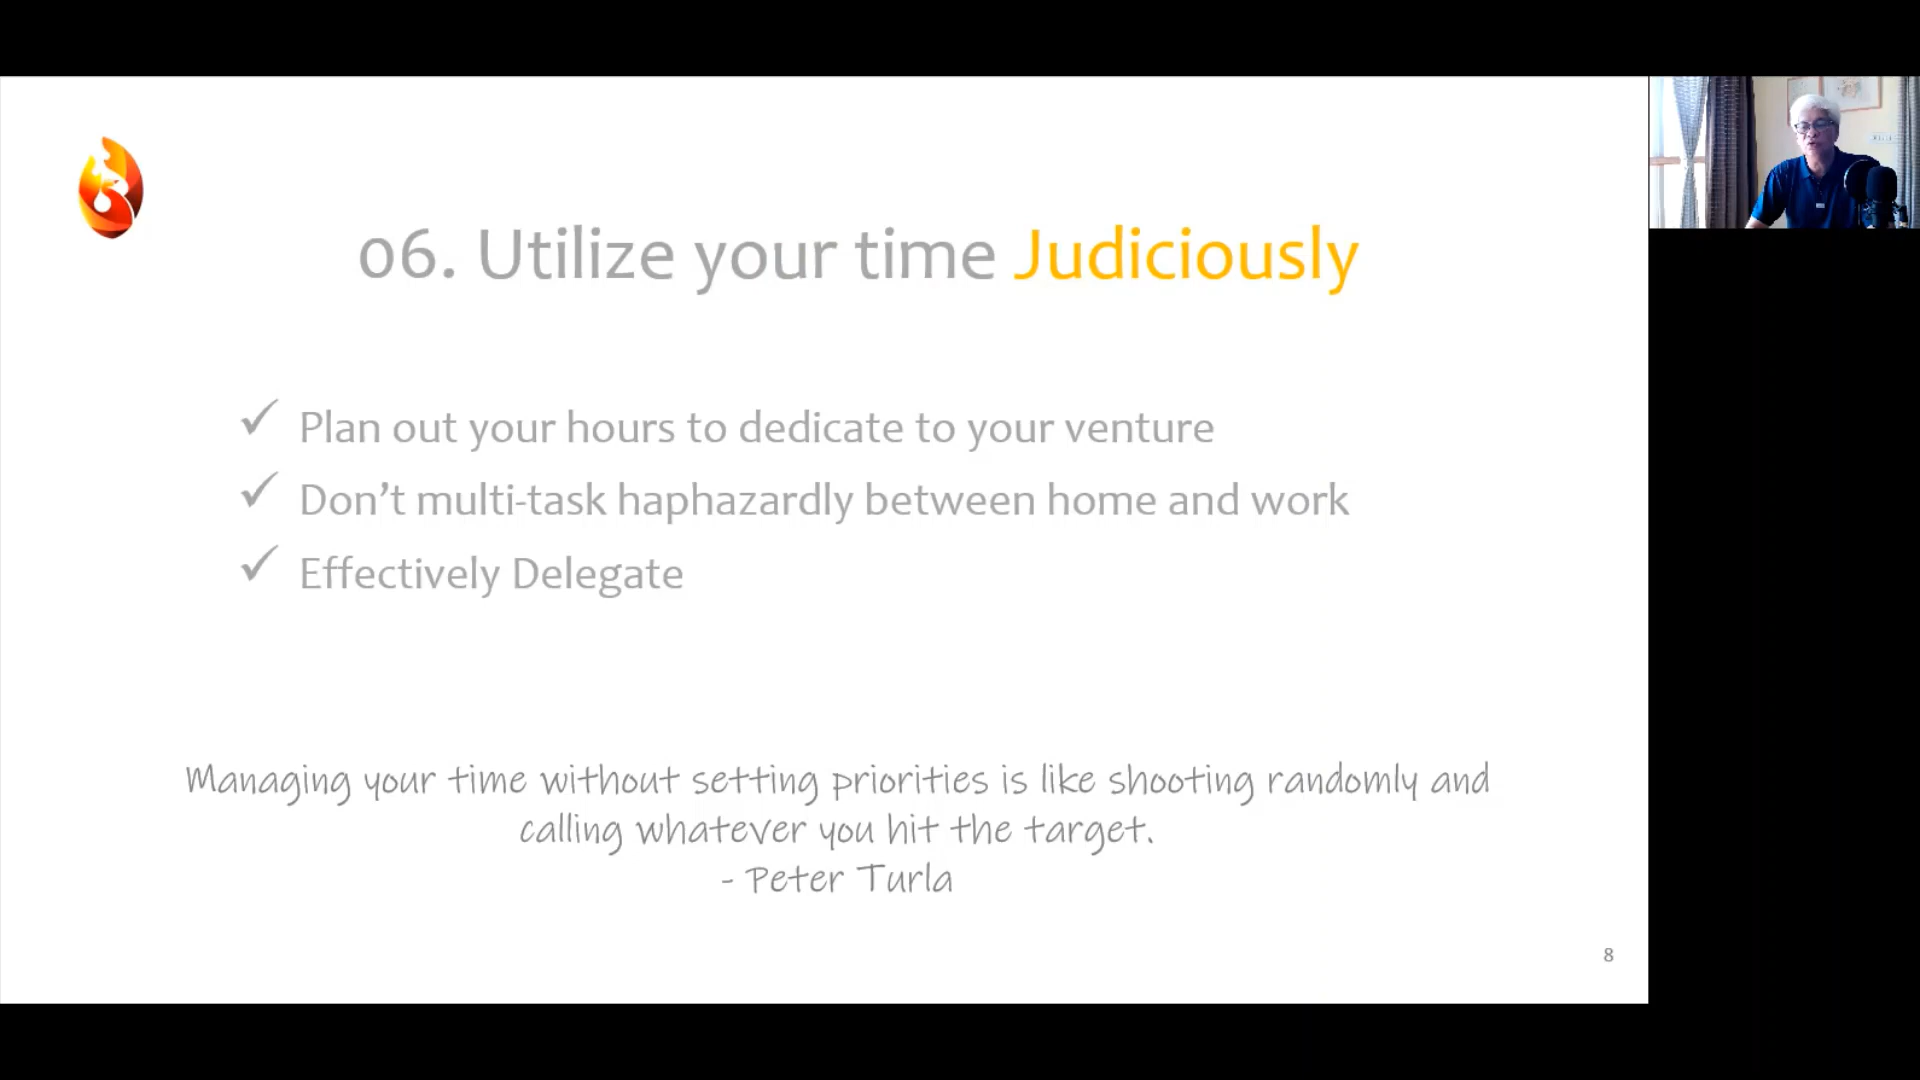 06. Utilize your time Judiciously
✓ Plan out your hours to dedicate to your venture
✓ Don’t multi-task haphazardly between home and work
✓ Effectively Delegate
Managing your time without setting priorities is like shooting randomly and
calling whatever you hit the target.
- Peter Turla
8